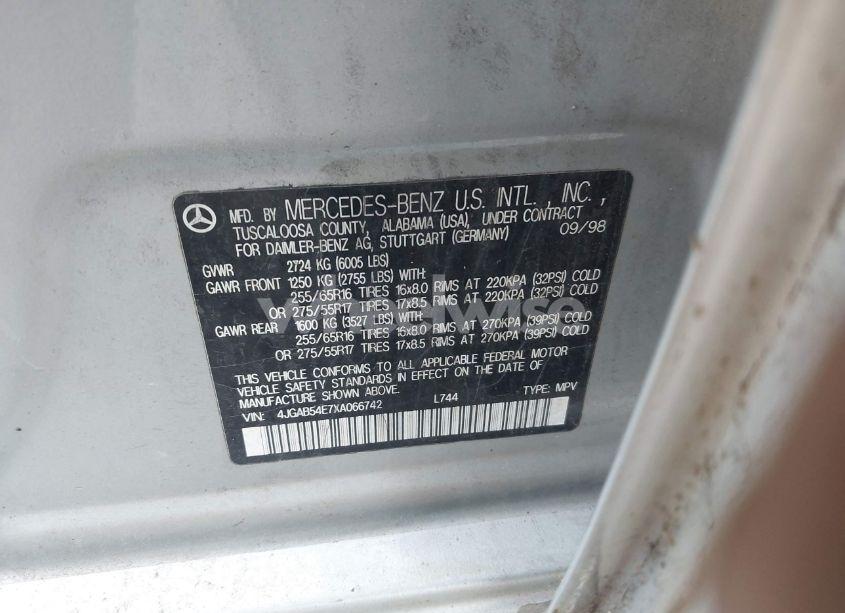 MFD. BY MERCEDES-BENZ U.S. INTL., INC.,
TUSCALOOSA COUNTY, ALABAMA (USA), UNDER CONTRACT
FOR DAIMLER-BENZ AG, STUTTGART (GERMANY) 09/98
GVWR 2724 KG (6005 LBS)
GAWR FRONT 1250 KG (2755 LBS) WITH:
255/65R16 TIRES 16x8.0 RIMS AT 220KPA (32PSI) COLD
OR 275/55R17 TIRES 17x8.5 RIMS AT 220KPA (32PSI) COLD
GAWR REAR 1600 KG (3527 LBS) WITH:
255/65R16 TIRES 16x8.0 RIMS AT 270KPA (39PSI) COLD
OR 275/55R17 TIRES 17x8.5 RIMS AT 270KPA (39PSI) COLD
THIS VEHICLE CONFORMS TO ALL APPLICABLE FEDERAL MOTOR
VEHICLE SAFETY STANDARDS IN EFFECT ON THE DATE OF
MANUFACTURE SHOWN ABOVE.
VIN: 4JGAB54E7XA066742 L744 TYPE: MPV